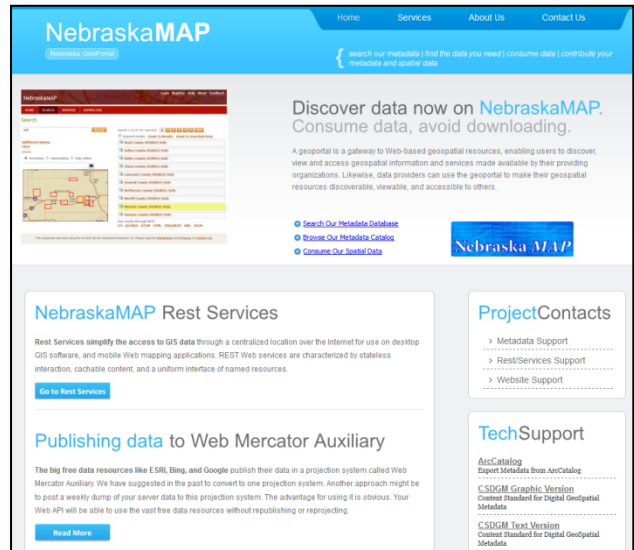 NebraskaMAP
Nebraska GeoPortal
Home Services About Us Contact Us
{ search our metadata | find the data you need | consume data | contribute your
metadata and spatial data
NebraskaMAP
HOME SEARCH BROWSE DOWNLOAD
Search
Discover data now on NebraskaMAP.
Consume data, avoid downloading.
A geoportal is a gateway to Web-based geospatial resources, enabling users to discover,
view and access geospatial information and services made available by their providing
organizations. Likewise, data providers can use the geoportal to make their geospatial
resources discoverable, viewable, and accessible to others.
Search Our Metadata Database
Browse Our Metadata Catalog
Consume Our Spatial Data
Nebraska MAP
NebraskaMAP Rest Services
Rest Services simplify the access to GIS data through a centralized location over the Internet for use on desktop
GIS software, and mobile Web mapping applications. REST Web services are characterized by stateless
interaction, cachable content, and a uniform interface of named resources.
Go to Rest Services
Publishing data to Web Mercator Auxiliary
The big free data resources like ESRI, Bing, and Google publish their data in a projection system called Web
Mercator Auxiliary. We have suggested in the past to convert to one projection system. Another approach might be
to post a weekly dump of your server data to this projection system. The advantage for using it is obvious. Your
Web API will be able to use the vast free data resources without republishing or reprojecting.
Read More
ProjectContacts
> Metadata Support
> Rest/Services Support
> Website Support
TechSupport
ArcCatalog
Export Metadata from ArcCatalog
CSDGM Graphic Version
Content Standard for Digital GeoSpatial
Metadata
CSDGM Text Version
Content Standard for Digital GeoSpatial
Metadata